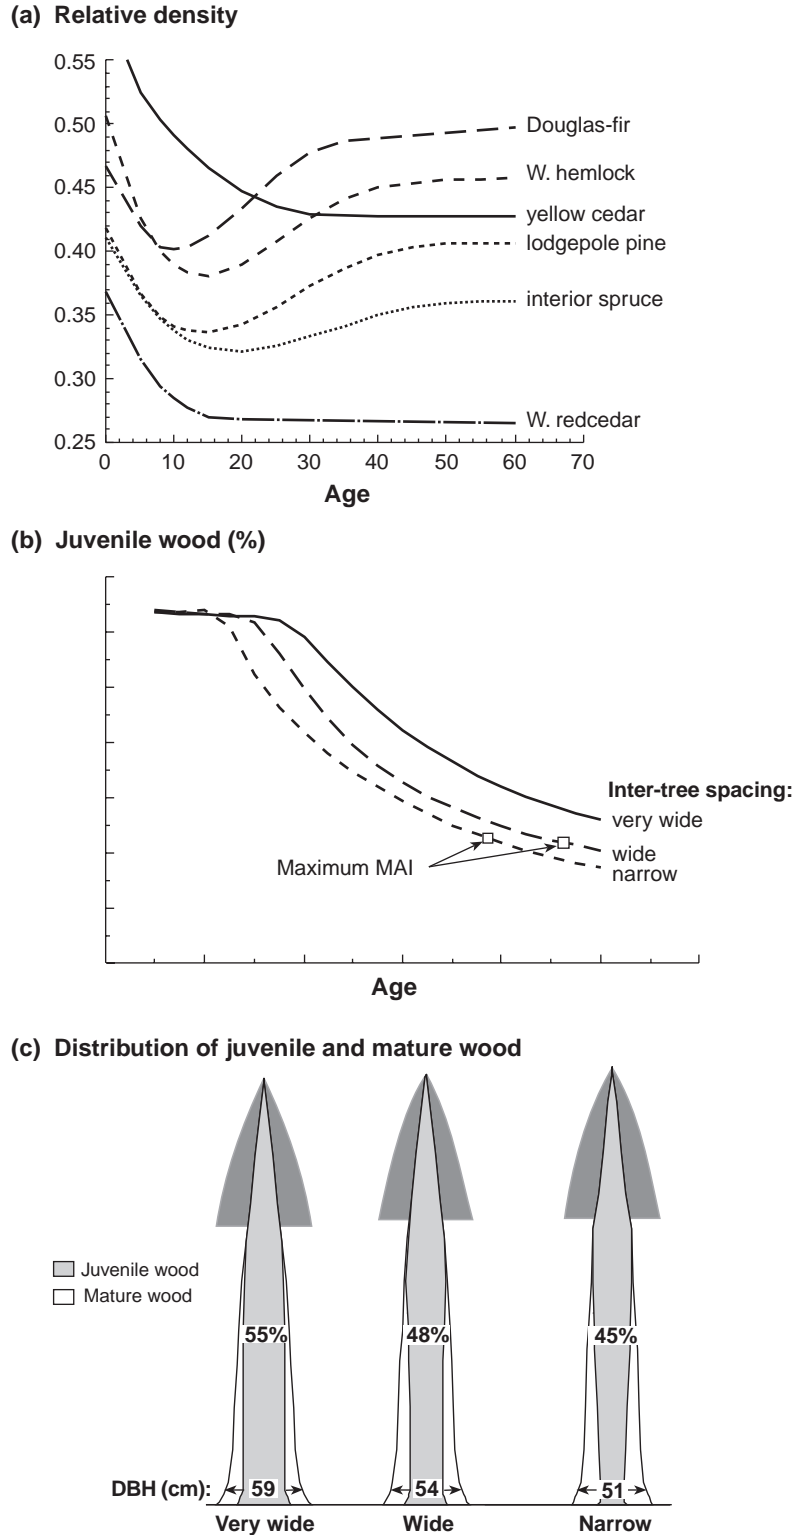 (a) Relative density
0.55
0.50
0.45
0.40
0.35
0.30
0.25
Douglas-fir
W. hemlock
yellow cedar
lodgepole pine
interior spruce
W. redcedar
0 10 20 30 40 50 60 70
Age
(b) Juvenile wood (%)
Inter-tree spacing:
very wide
wide
narrow
Maximum MAI
Age
(c) Distribution of juvenile and mature wood
Juvenile wood
Mature wood
55% 48% 45%
DBH (cm): 59 54 51
Very wide Wide Narrow